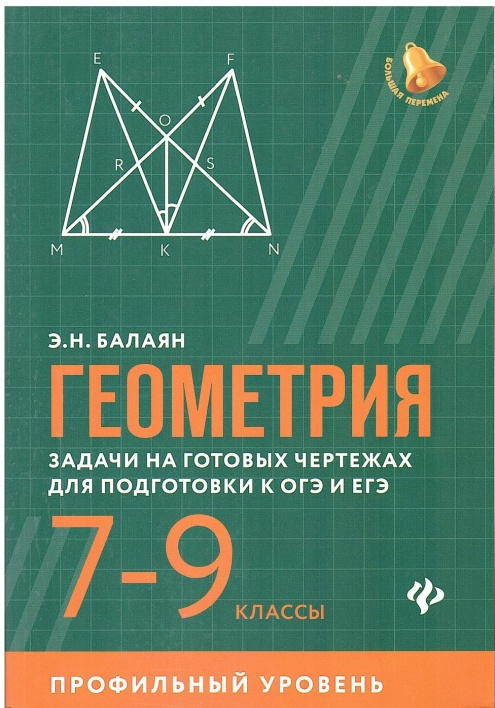 E
F
БОЛЬШАЯ ПЕРЕМЕНА
O
R
S
M
K
N
Э.Н. БАЛАЯН
ГЕОМЕТРИЯ
ЗАДАЧИ НА ГОТОВЫХ ЧЕРТЕЖАХ
ДЛЯ ПОДГОТОВКИ К ОГЭ И ЕГЭ
7-9
КЛАССЫ
ПРОФИЛЬНЫЙ УРОВЕНЬ